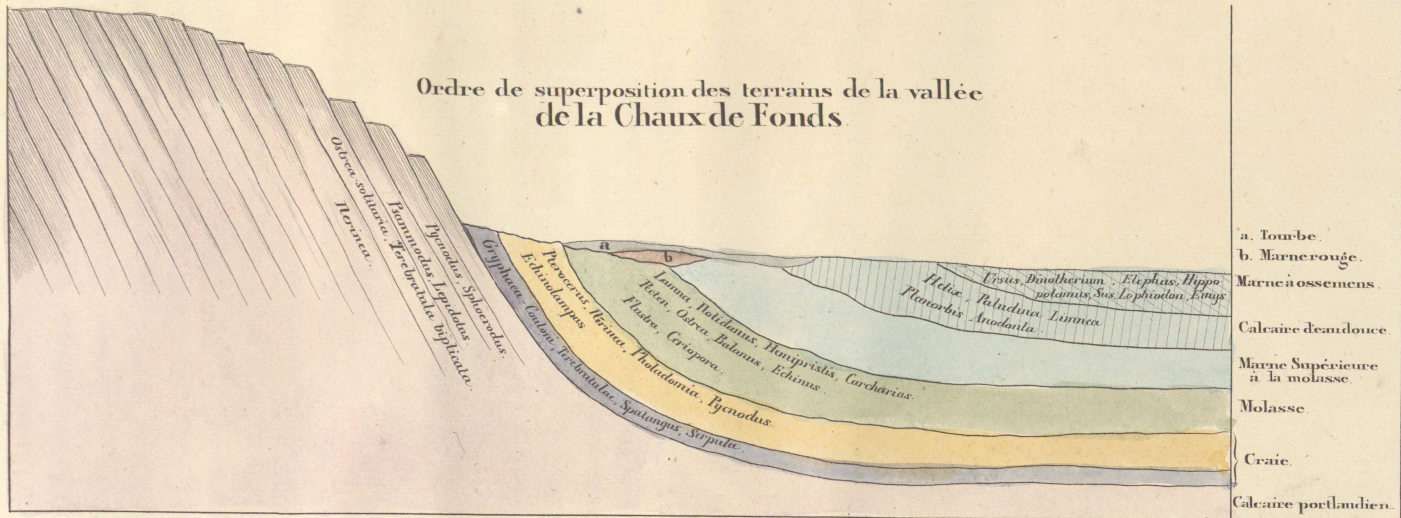 Ordre de superposition des terrains de la vallée
de la Chaux de Fonds
Ostrea solitaria, Terebratula biplicata.
Nerinea.
Psammodus Lepidotus
Pycnodus, Sphoerodus.
Gryphaea-Couloni, Terebratulae, Spatangus, Serpula.
Pterocerus, Nerinea, Pholadomia, Pycnodus.
Echinolampas
Lamna, Notidanus, Hemipristis, Carcharias.
Pecten, Ostrea, Balanus, Echinus.
Flustra, Ceriopora.
a
b
Helix, Paludina Limnea
Planorbis Anodonta.
Ursus, Dinotherium, Elephas, Hippo
potamus, Sus, Lophiodon, Emys
a. Tourbe.
b. Marne rouge.
Marne à ossemens.
Calcaire d'eau douce.
Marne Supérieure
à la molasse.
Molasse.
Craie.
Calcaire portlandien.